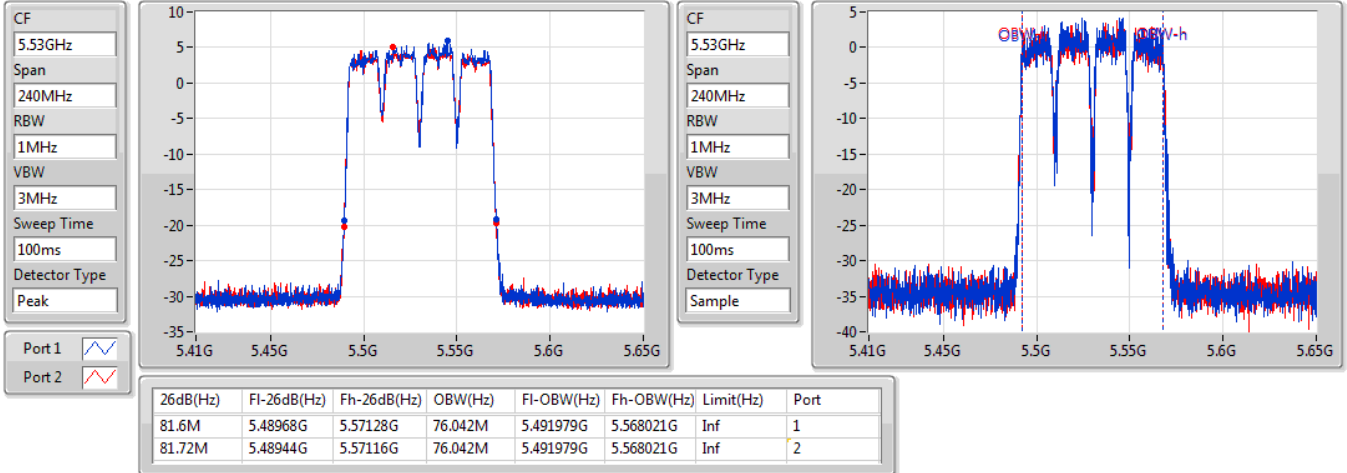 CF
5.53GHz
Span
240MHz
RBW
1MHz
VBW
3MHz
Sweep Time
100ms
Detector Type
Peak
Port 1
Port 2
10
5
0
-5
-10
-15
-20
-25
-30
-35
5.41G 5.45G 5.5G 5.55G 5.6G 5.65G
CF
5.53GHz
Span
240MHz
RBW
1MHz
VBW
3MHz
Sweep Time
100ms
Detector Type
Sample
5
0
-5
-10
-15
-20
-25
-30
-35
-40
OBW-h
5.41G 5.45G 5.5G 5.55G 5.6G 5.65G
26dB(Hz) Fl-26dB(Hz) Fh-26dB(Hz) OBW(Hz) Fl-OBW(Hz) Fh-OBW(Hz) Limit(Hz) Port
81.6M 5.48968G 5.57128G 76.042M 5.491979G 5.568021G Inf 1
81.72M 5.48944G 5.57116G 76.042M 5.491979G 5.568021G Inf 2